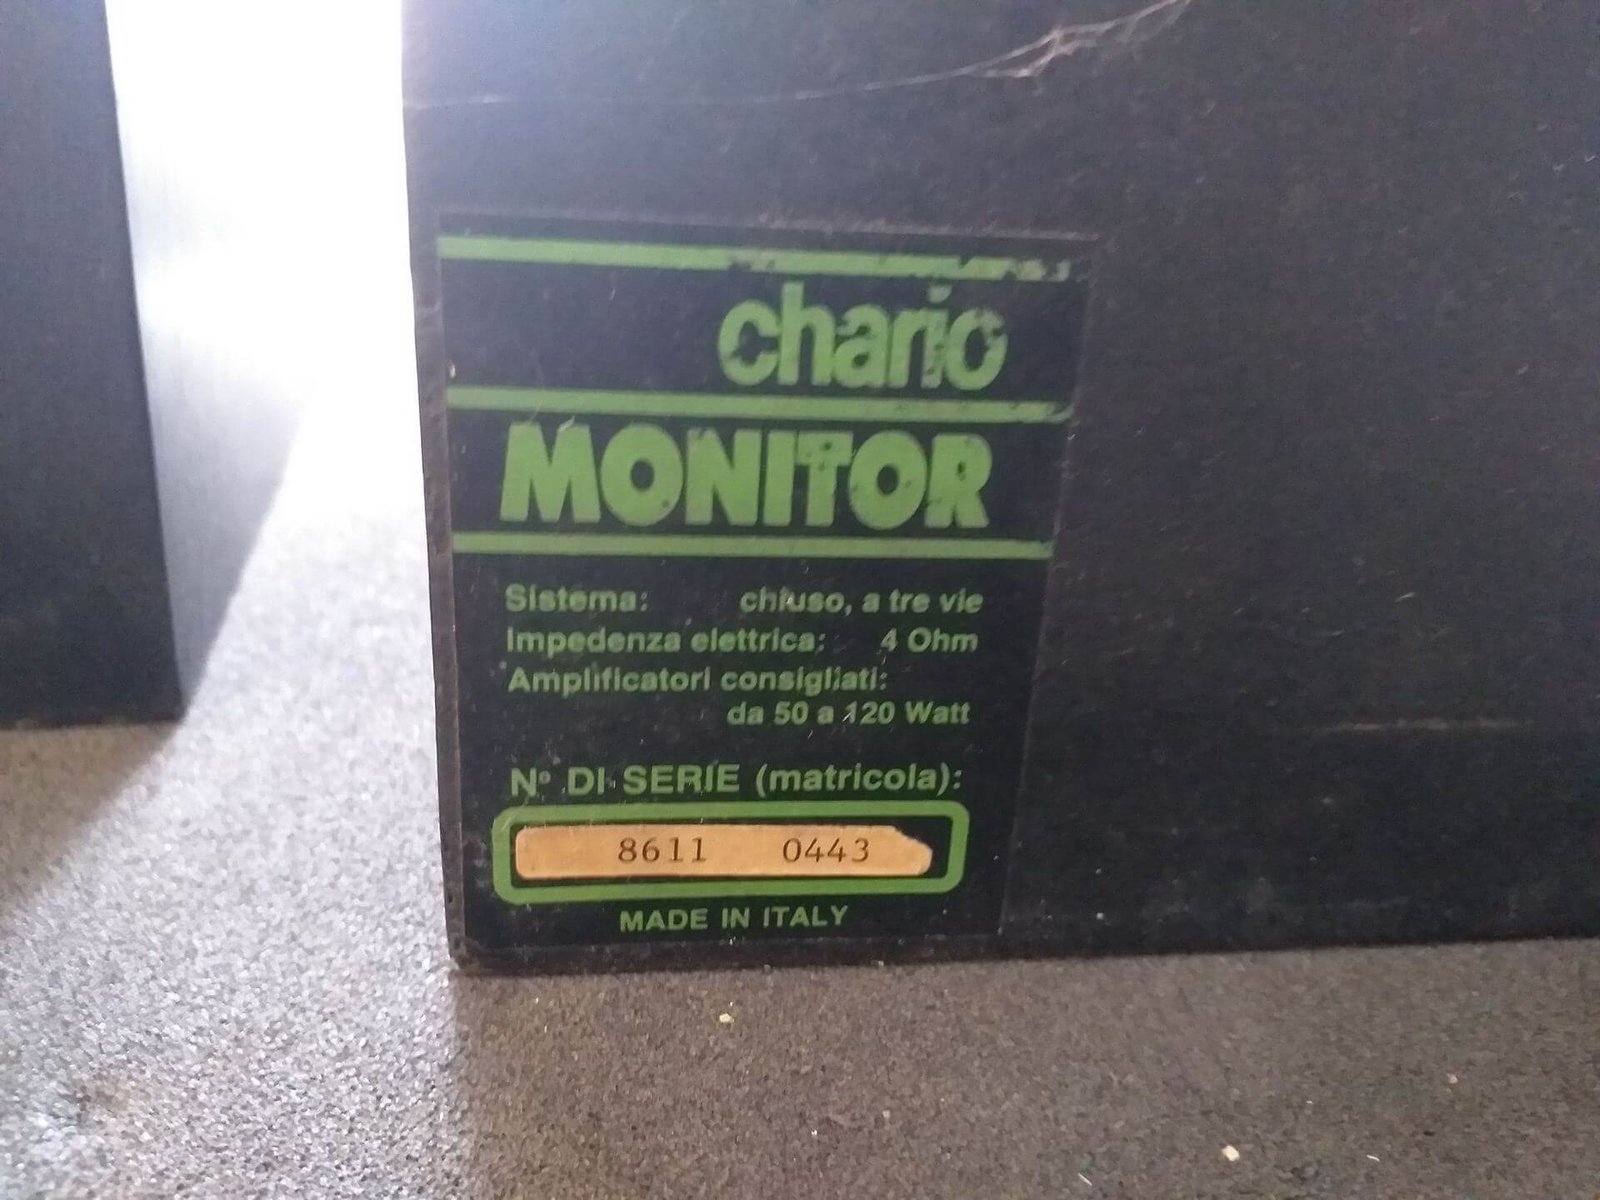 chario
MONITOR
Sistema: chiuso, a tre vie
Impedenza elettrica: 4 Ohm
Amplificatori consigliati:
da 50 a 120 Watt
N° DI SERIE (matricola):
8611 0443
MADE IN ITALY